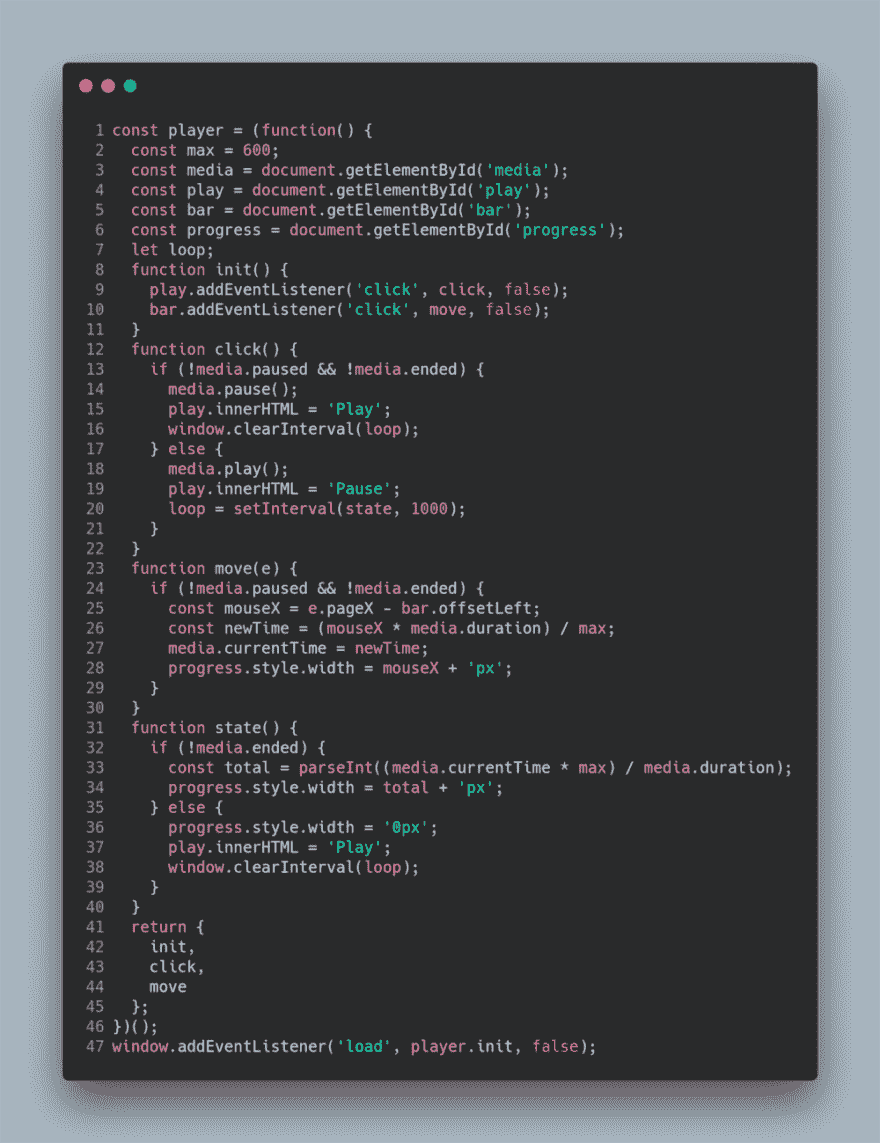 1 const player = (function() {
2   const max = 600;
3   const media = document.getElementById('media');
4   const play = document.getElementById('play');
5   const bar = document.getElementById('bar');
6   const progress = document.getElementById('progress');
7   let loop;
8   function init() {
9     play.addEventListener('click', click, false);
10     bar.addEventListener('click', move, false);
11   }
12   function click() {
13     if (!media.paused && !media.ended) {
14       media.pause();
15       play.innerHTML = 'Play';
16       window.clearInterval(loop);
17     } else {
18       media.play();
19       play.innerHTML = 'Pause';
20       loop = setInterval(state, 1000);
21     }
22   }
23   function move(e) {
24     if (!media.paused && !media.ended) {
25       const mouseX = e.pageX - bar.offsetLeft;
26       const newTime = (mouseX * media.duration) / max;
27       media.currentTime = newTime;
28       progress.style.width = mouseX + 'px';
29     }
30   }
31   function state() {
32     if (!media.ended) {
33       const total = parseInt((media.currentTime * max) / media.duration);
34       progress.style.width = total + 'px';
35     } else {
36       progress.style.width = '0px';
37       play.innerHTML = 'Play';
38       window.clearInterval(loop);
39     }
40   }
41   return {
42     init,
43     click,
44     move
45   };
46 })();
47 window.addEventListener('load', player.init, false);